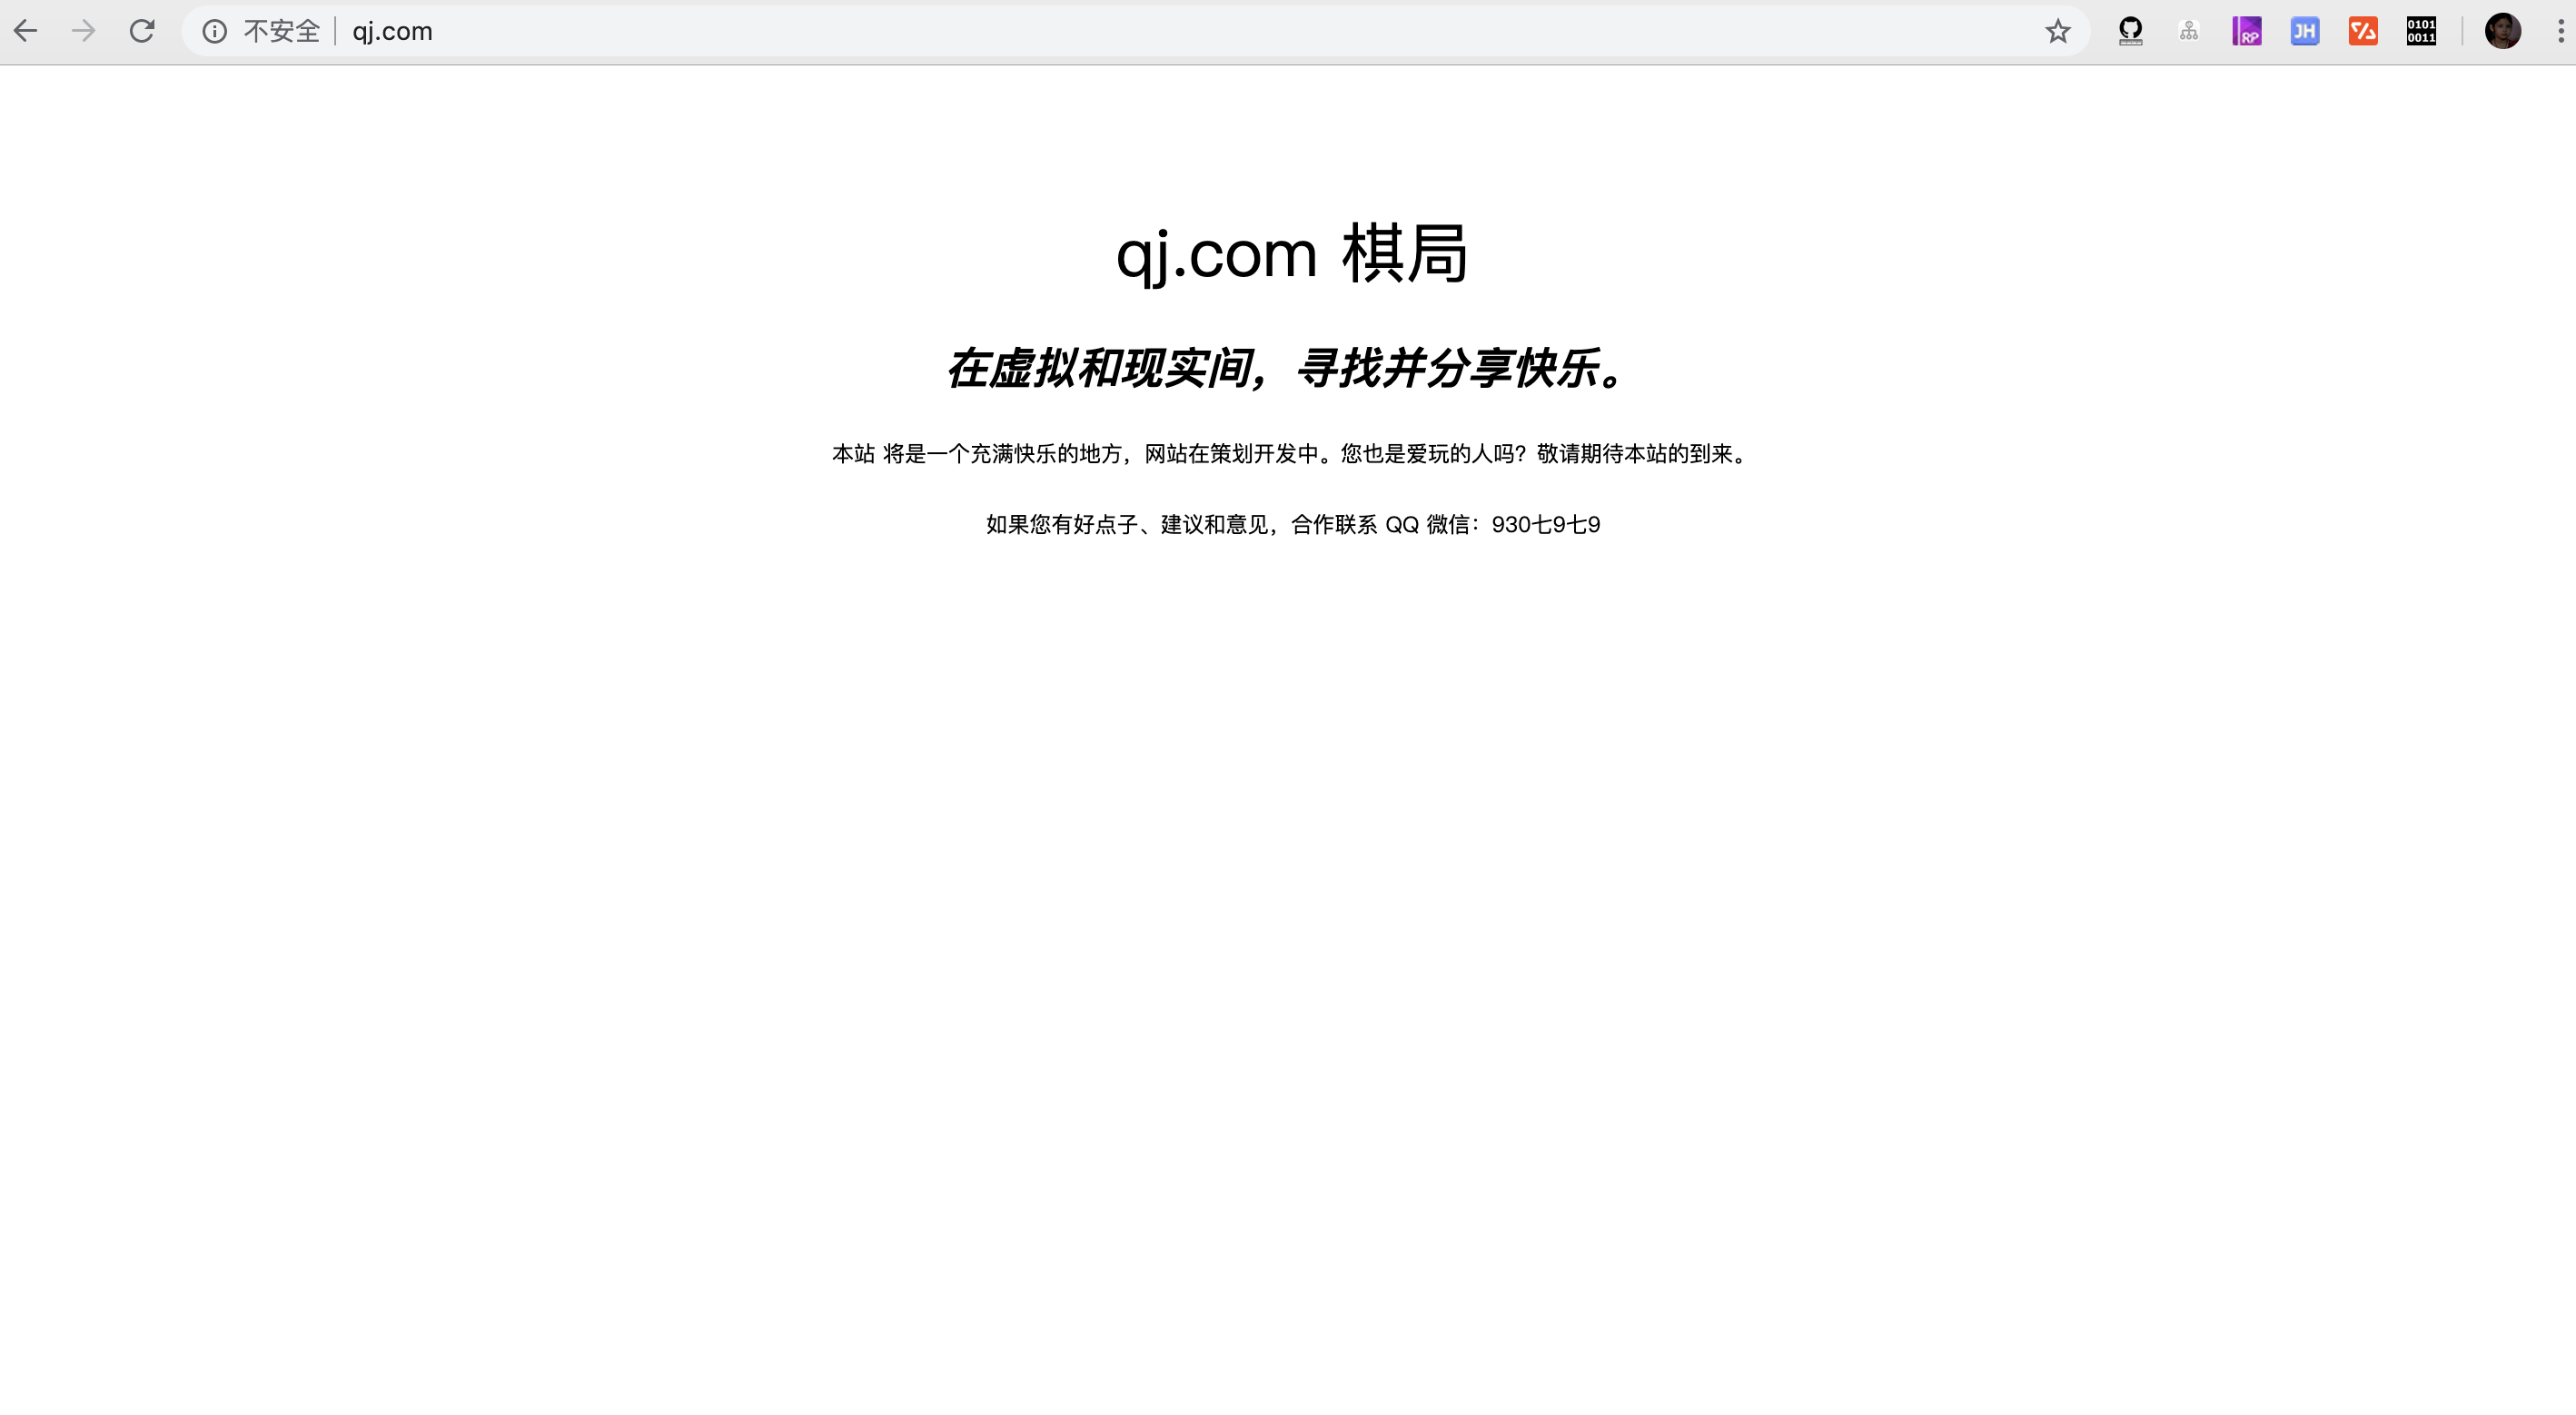 不安全 qj.com
RP JH 0101
0011
qj.com 棋局
在虚拟和现实间，寻找并分享快乐。
本站 将是一个充满快乐的地方，网站在策划开发中。您也是爱玩的人吗？敬请期待本站的到来。
如果您有好点子、建议和意见，合作联系 QQ 微信：930七9七9